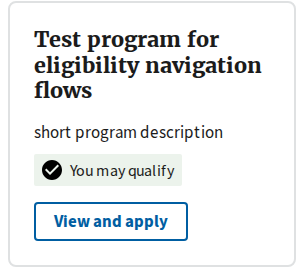 Test program for
eligibility navigation
flows
short program description
You may qualify
View and apply